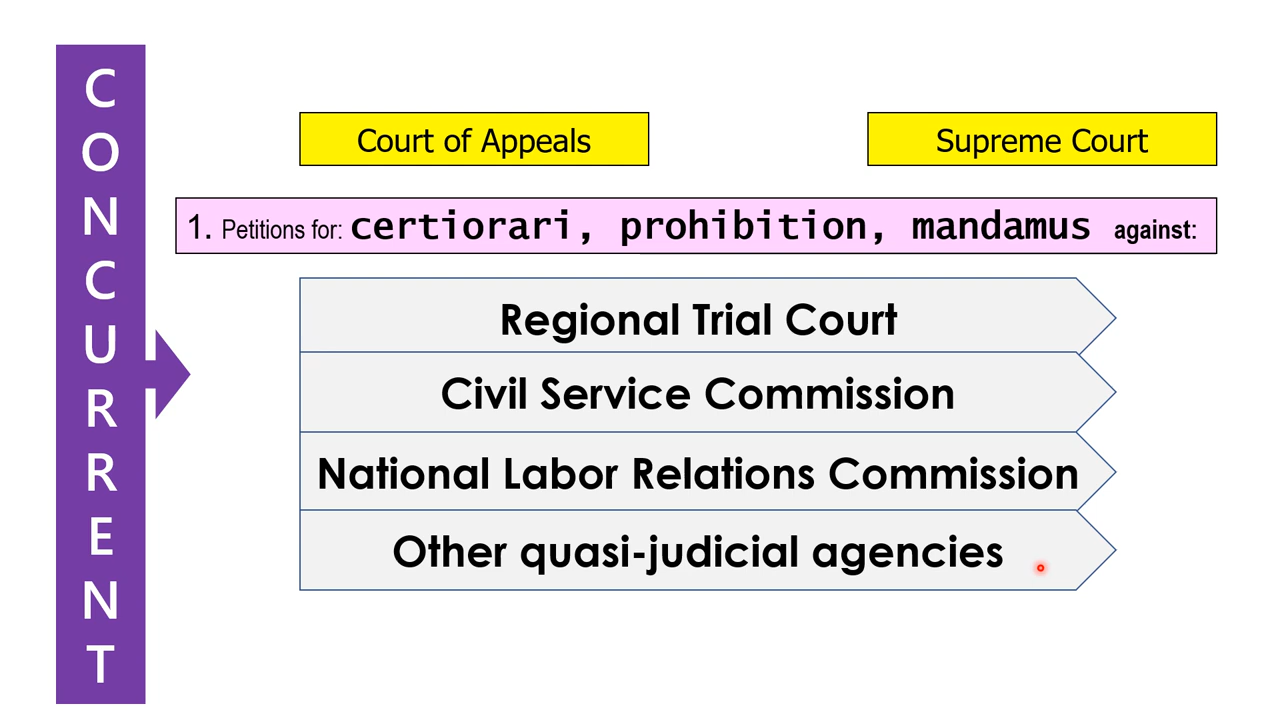 CONCURRENT
Court of Appeals
Supreme Court
1. Petitions for: certiorari, prohibition, mandamus against:
Regional Trial Court
Civil Service Commission
National Labor Relations Commission
Other quasi-judicial agencies